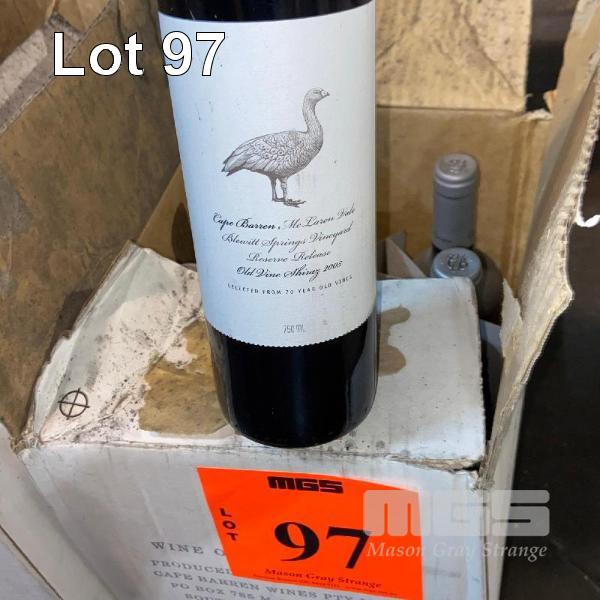 Lot 97
Cape Barren, McLaren Vale
Blewitt Springs Vineyard
Reserve Release
Old Vine Shiraz 2005
SELECTED FROM 70 YEAR OLD VINES
750 ML
MGS
LOT
97
Mason Gray Strange
MGS
Mason Gray Strange
WINE O
PRODUCE
CAPE BARREN WINES PTY
PO BOX 785 M